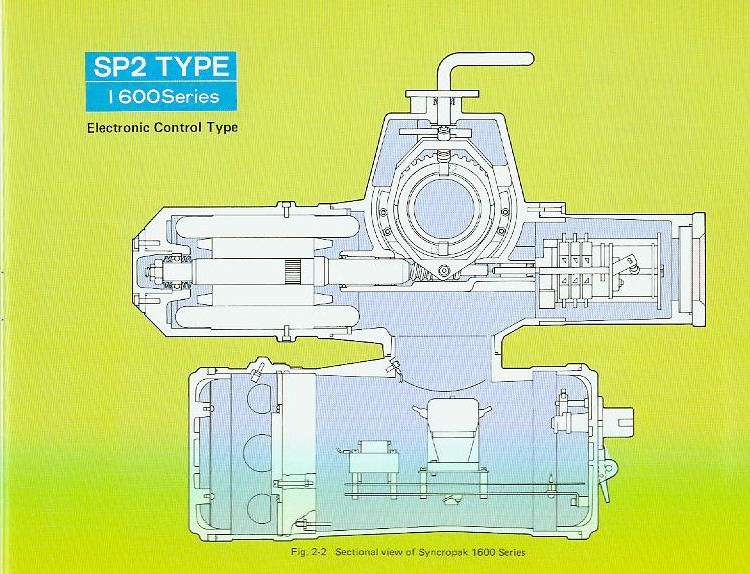 SP2 TYPE
1600Series
Electronic Control Type
Fig. 2-2 Sectional view of Syncropak 1600 Series